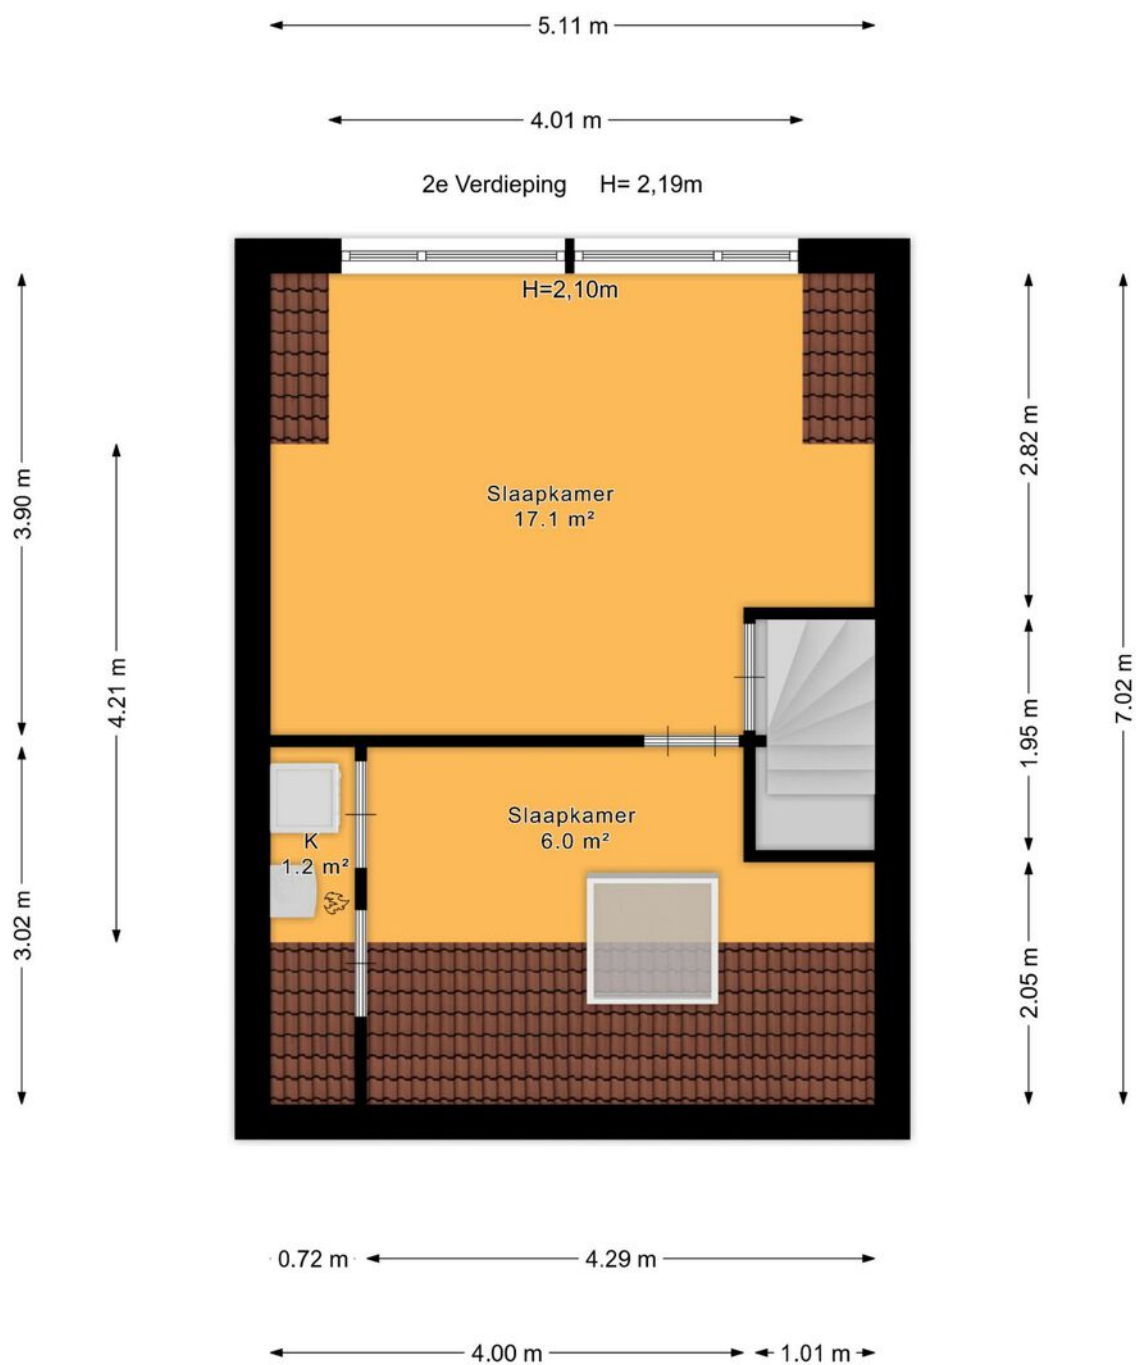 5.11 m
4.01 m
2e Verdieping H= 2,19m
H=2,10m
3.90 m
2.82 m
Slaapkamer
17.1 m²
4.21 m
7.02 m
1.95 m
Slaapkamer
6.0 m²
K
1.2 m²
3.02 m
2.05 m
0.72 m
4.29 m
4.00 m
1.01 m